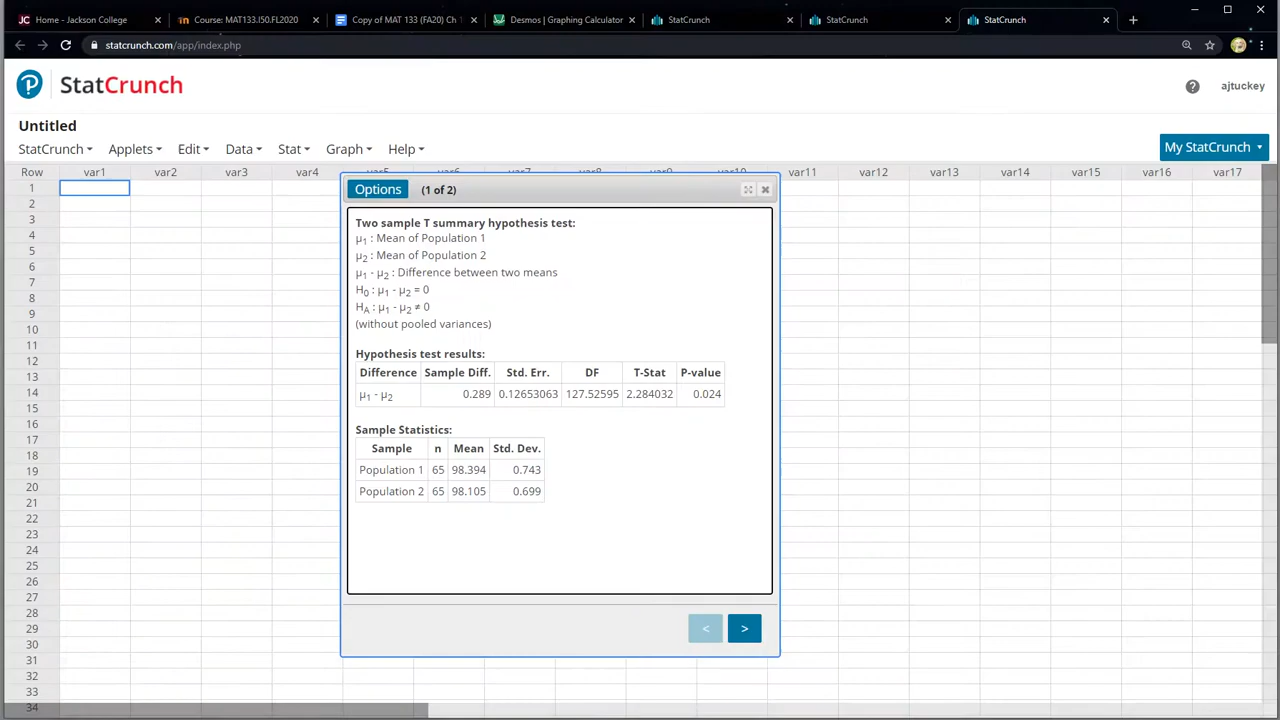 Home - Jackson College
Course: MAT133.I50.FL2020
Copy of MAT 133 (FA20) Ch 1
Desmos | Graphing Calculator
StatCrunch
StatCrunch
StatCrunch
statcrunch.com/app/index.php
StatCrunch
ajtuckey
Untitled
StatCrunch Applets Edit Data Stat Graph Help
My StatCrunch
Row var1 var2 var3 var4 var5 var6 var7 var8 var9 var10 var11 var12 var13 var14 var15 var16 var17
1
2
3
4
5
6
7
8
9
10
11
12
13
14
15
16
17
18
19
20
21
22
23
24
25
26
27
28
29
30
31
32
33
34
Options (1 of 2)
Two sample T summary hypothesis test:
μ1 : Mean of Population 1
μ2 : Mean of Population 2
μ1 - μ2 : Difference between two means
H0 : μ1 - μ2 = 0
HA : μ1 - μ2 ≠ 0
(without pooled variances)
Hypothesis test results:
Difference Sample Diff. Std. Err. DF T-Stat P-value
μ1 - μ2 0.289 0.12653063 127.52595 2.284032 0.024
Sample Statistics:
Sample n Mean Std. Dev.
Population 1 65 98.394 0.743
Population 2 65 98.105 0.699
< >